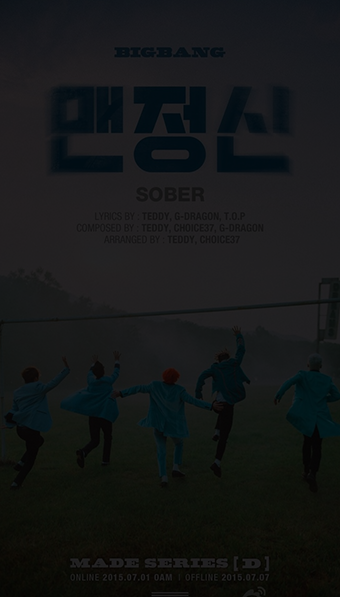 BIGBANG
맨정신
SOBER
LYRICS BY : TEDDY, G-DRAGON, T.O.P
COMPOSED BY : TEDDY, CHOICE37, G-DRAGON
ARRANGED BY : TEDDY, CHOICE37
MADE SERIES [D]
ONLINE 2015.07.01 0AM / OFFLINE 2015.07.07